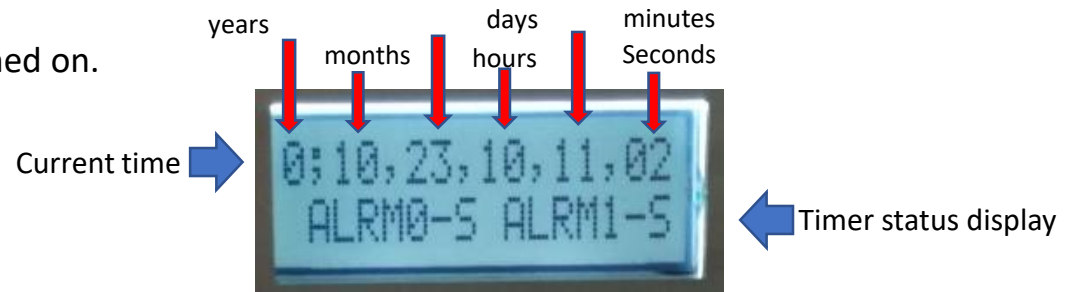 years
days
minutes
ned on.
months
hours
Seconds
Current time
0;10,23,10,11,02
ALRM0-S ALRM1-S
Timer status display